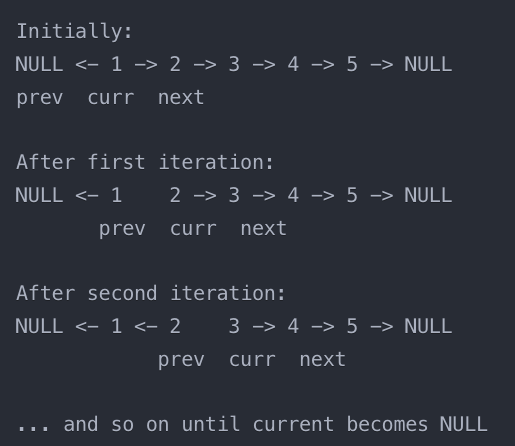 Initially:
NULL <- 1 -> 2 -> 3 -> 4 -> 5 -> NULL
prev  curr  next
After first iteration:
NULL <- 1    2 -> 3 -> 4 -> 5 -> NULL
       prev  curr  next
After second iteration:
NULL <- 1 <- 2    3 -> 4 -> 5 -> NULL
            prev  curr  next
... and so on until current becomes NULL